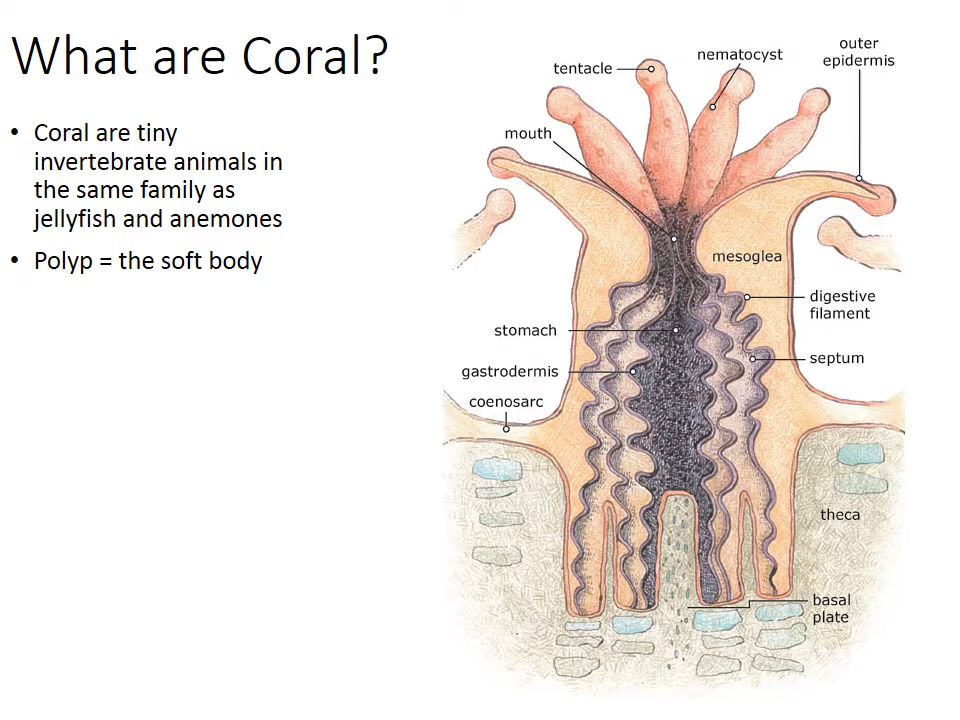 What are Coral?
• Coral are tiny
invertebrate animals in
the same family as
jellyfish and anemones
• Polyp = the soft body
tentacle
nematocyst
outer
epidermis
mouth
mesoglea
digestive
filament
stomach
septum
gastrodermis
coenosarc
theca
basal
plate